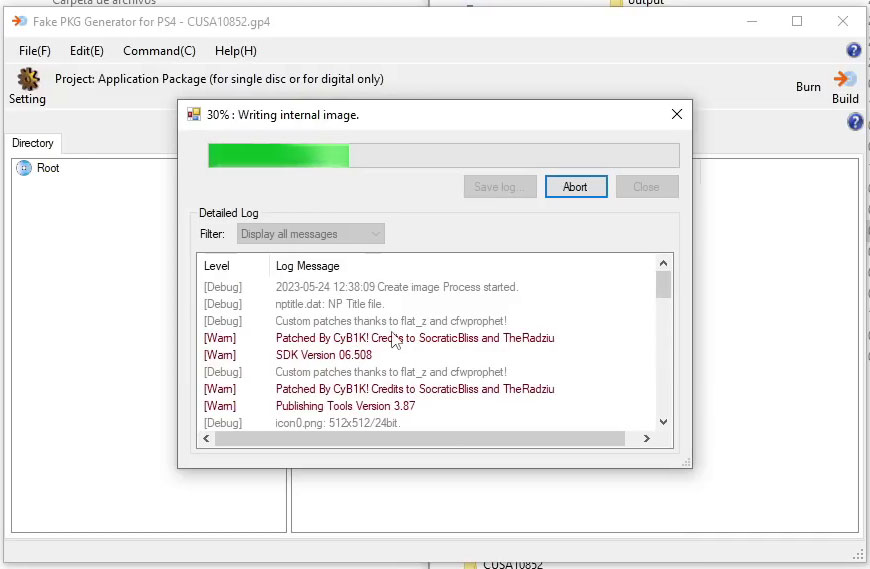 Carpeta de archivos
output
Fake PKG Generator for PS4 - CUSA10852.gp4
File(F) Edit(E) Command(C) Help(H)
Project: Application Package (for single disc or for digital only)
Setting
Burn
Build
Directory
Root
30% : Writing internal image.
Save log...
Abort
Close
Detailed Log
Filter: Display all messages
Level Log Message
[Debug] 2023-05-24 12:38:09 Create image Process started.
[Debug] nptitle.dat: NP Title file.
[Debug] Custom patches thanks to flat_z and cfwprophet!
[Warn] Patched By CyB1K! Credits to SocraticBliss and TheRadziu
[Warn] SDK Version 06.508
[Debug] Custom patches thanks to flat_z and cfwprophet!
[Warn] Patched By CyB1K! Credits to SocraticBliss and TheRadziu
[Warn] Publishing Tools Version 3.87
[Debug] icon0.png: 512x512/24bit.
CUSA10852